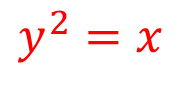 y² = x